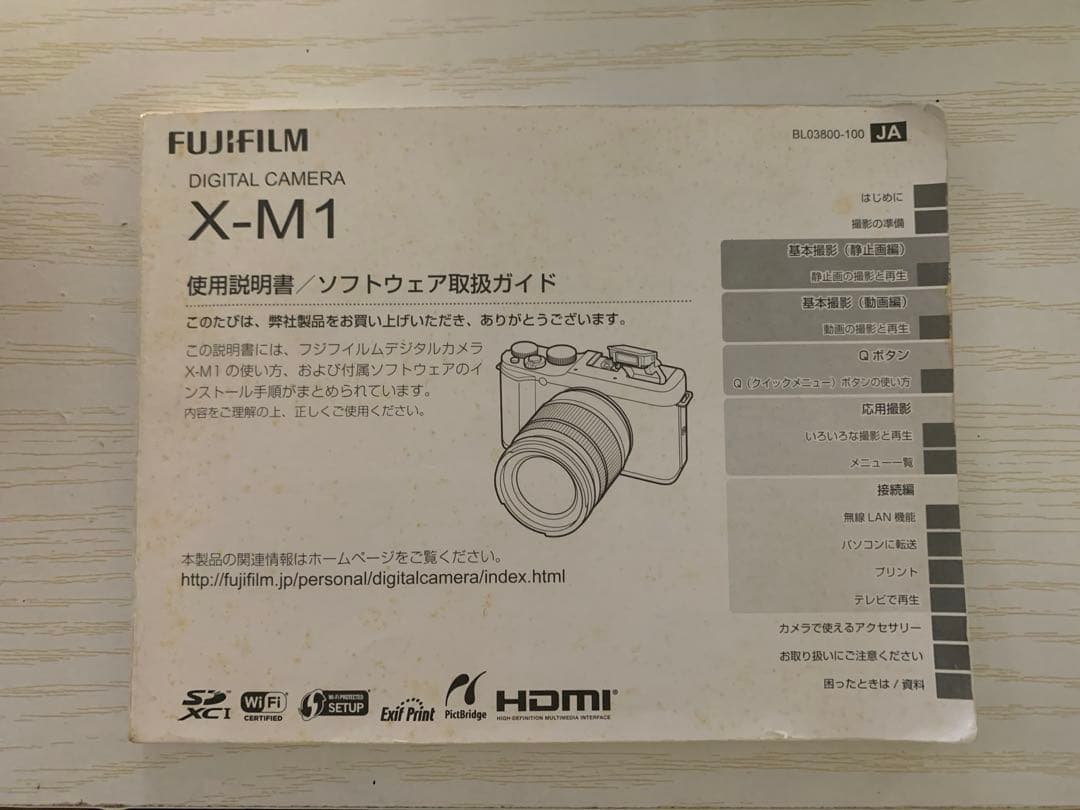 FUJIFILM
DIGITAL CAMERA
X-M1
BL03800-100 JA
使用説明書/ソフトウェア取扱ガイド
このたびは、弊社製品をお買い上げいただき、ありがとうございます。
この説明書には、フジフイルムデジタルカメラ
X-M1 の使い方、および付属ソフトウェアのイ
ンストール手順がまとめられています。
内容をご理解の上、正しくご使用ください。
本製品の関連情報はホームページをご覧ください。
http://fujifilm.jp/personal/digitalcamera/index.html
SD XC I
Wi Fi CERTIFIED
WI-FI PROTECTED SETUP
Exif Print
PictBridge
HDMI
HIGH-DEFINITION MULTIMEDIA INTERFACE
はじめに
撮影の準備
基本撮影(静止画編)
静止画の撮影と再生
基本撮影(動画編)
動画の撮影と再生
Q ボタン
Q(クイックメニュー)ボタンの使い方
応用撮影
いろいろな撮影と再生
メニュー一覧
接続編
無線 LAN 機能
パソコンに転送
プリント
テレビで再生
カメラで使えるアクセサリー
お取り扱いにご注意ください
困ったときは / 資料